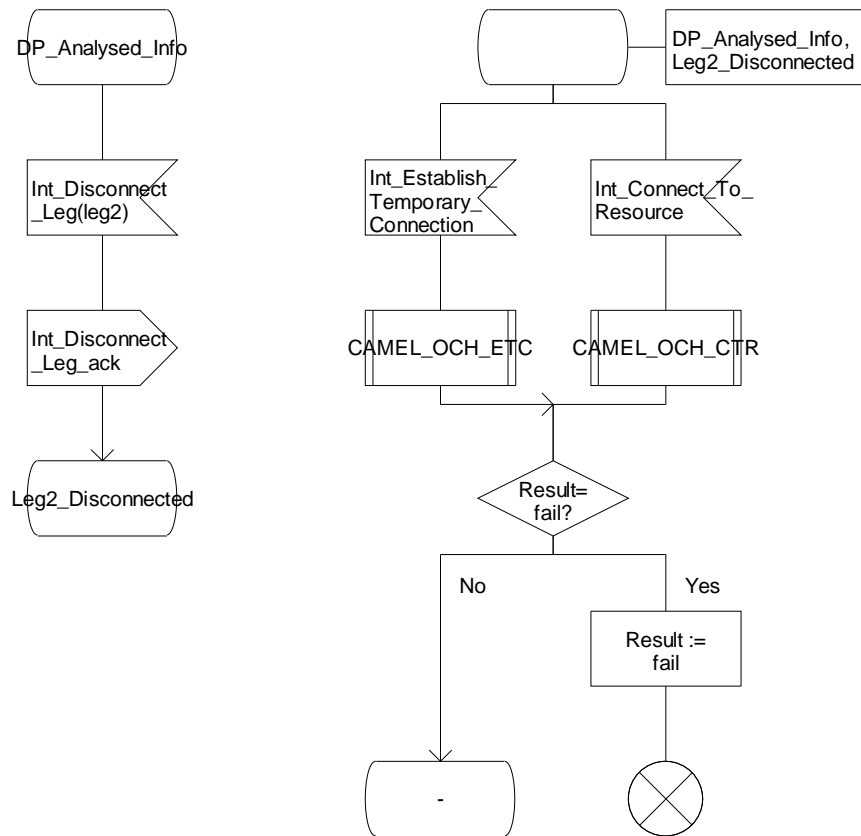 DP_Analysed_Info
Int_Disconnect
_Leg(leg2)
Int_Disconnect
_Leg_ack
Leg2_Disconnected
DP_Analysed_Info,
Leg2_Disconnected
Int_Establish_
Temporary_
Connection
Int_Connect_To_
Resource
CAMEL_OCH_ETC
CAMEL_OCH_CTR
Result=
fail?
No
Yes
Result :=
fail
-